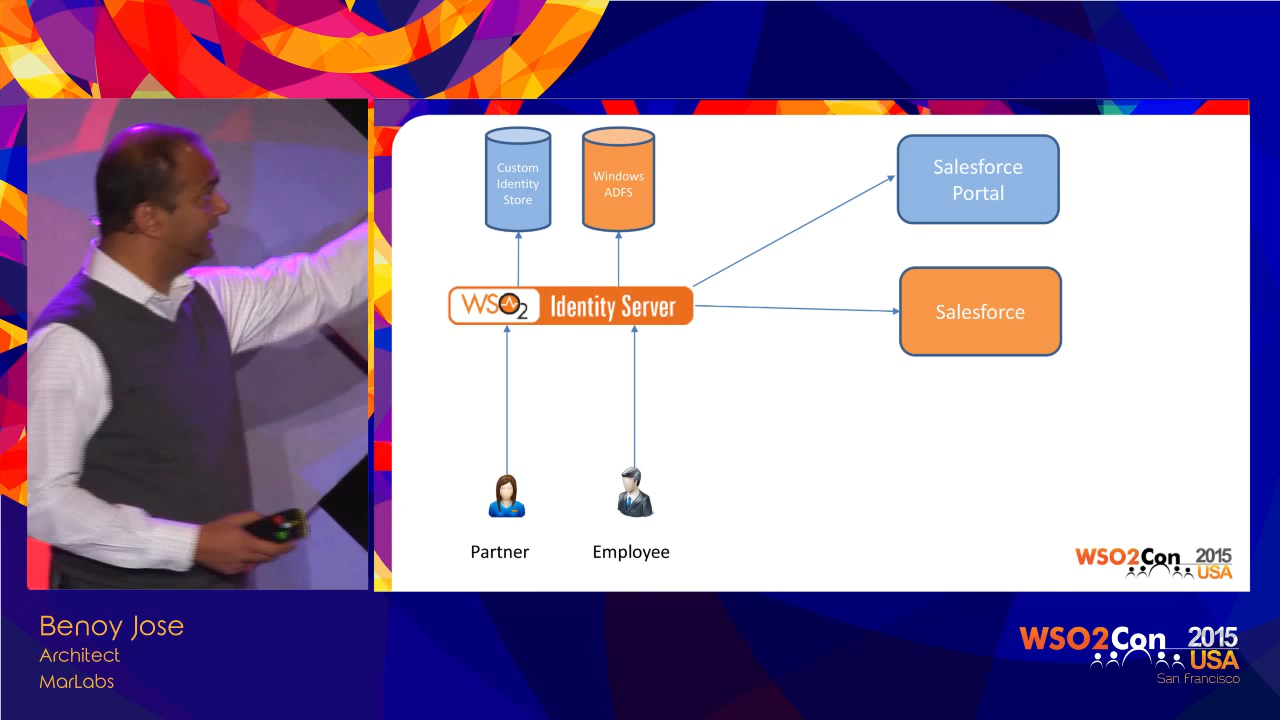 Custom
Identity
Store
Windows
ADFS
Salesforce
Portal
WSO2 Identity Server
Salesforce
Partner
Employee
WSO2Con 2015
USA
Benoy Jose
Architect
MarLabs
WSO2Con 2015
USA
San Francisco